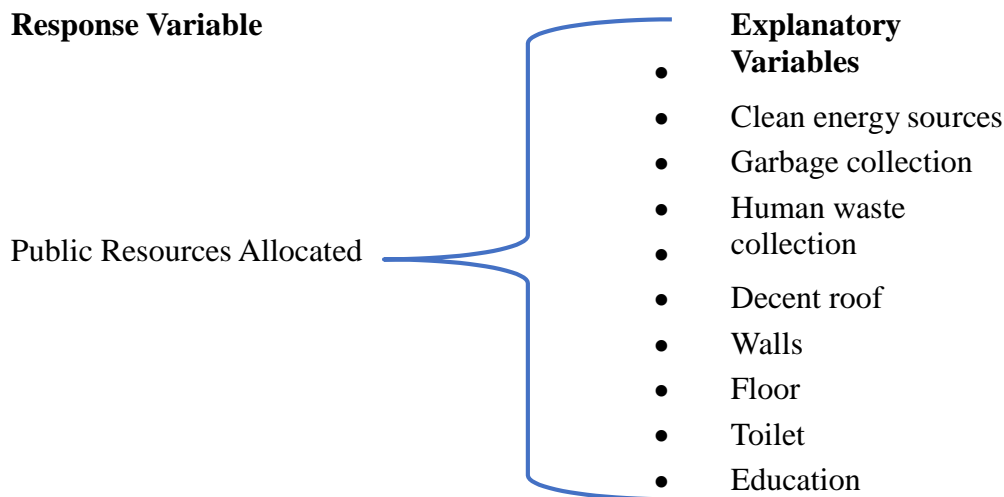 Response Variable
Explanatory
Variables
•
• Clean energy sources
• Garbage collection
• Human waste
• collection
Public Resources Allocated
• Decent roof
• Walls
• Floor
• Toilet
• Education